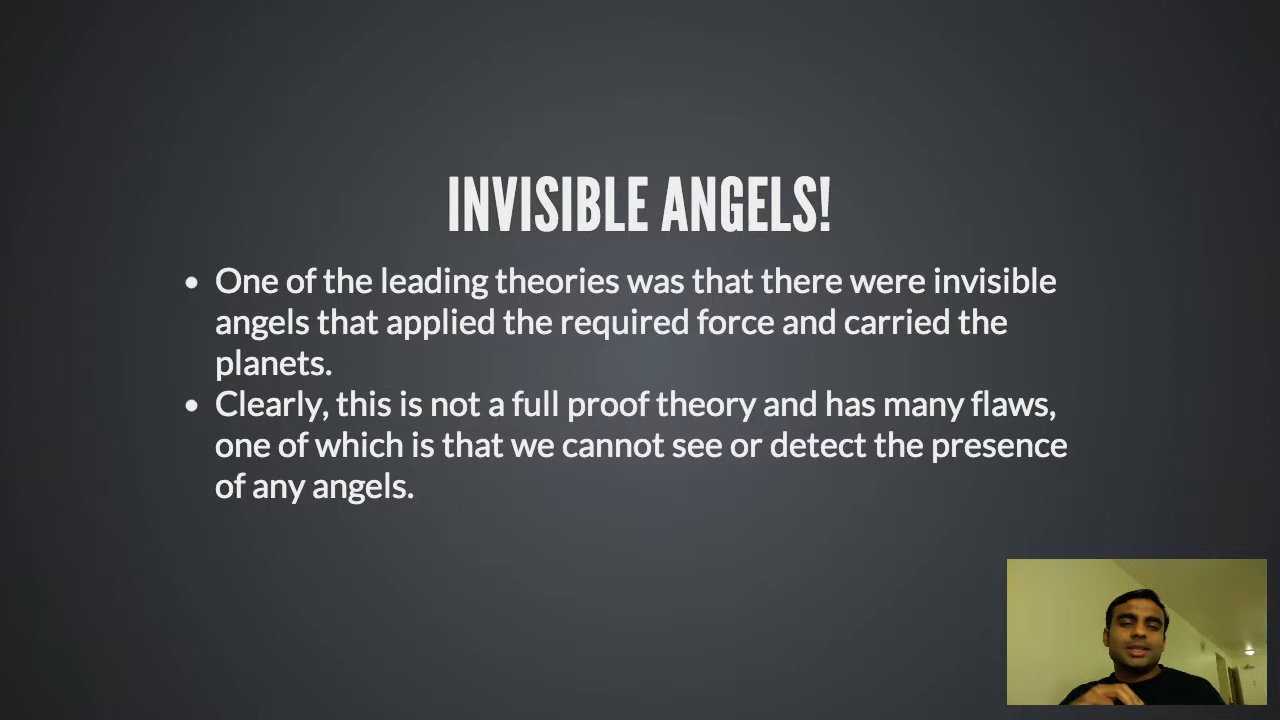 INVISIBLE ANGELS!
• One of the leading theories was that there were invisible
angels that applied the required force and carried the
planets.
• Clearly, this is not a full proof theory and has many flaws,
one of which is that we cannot see or detect the presence
of any angels.